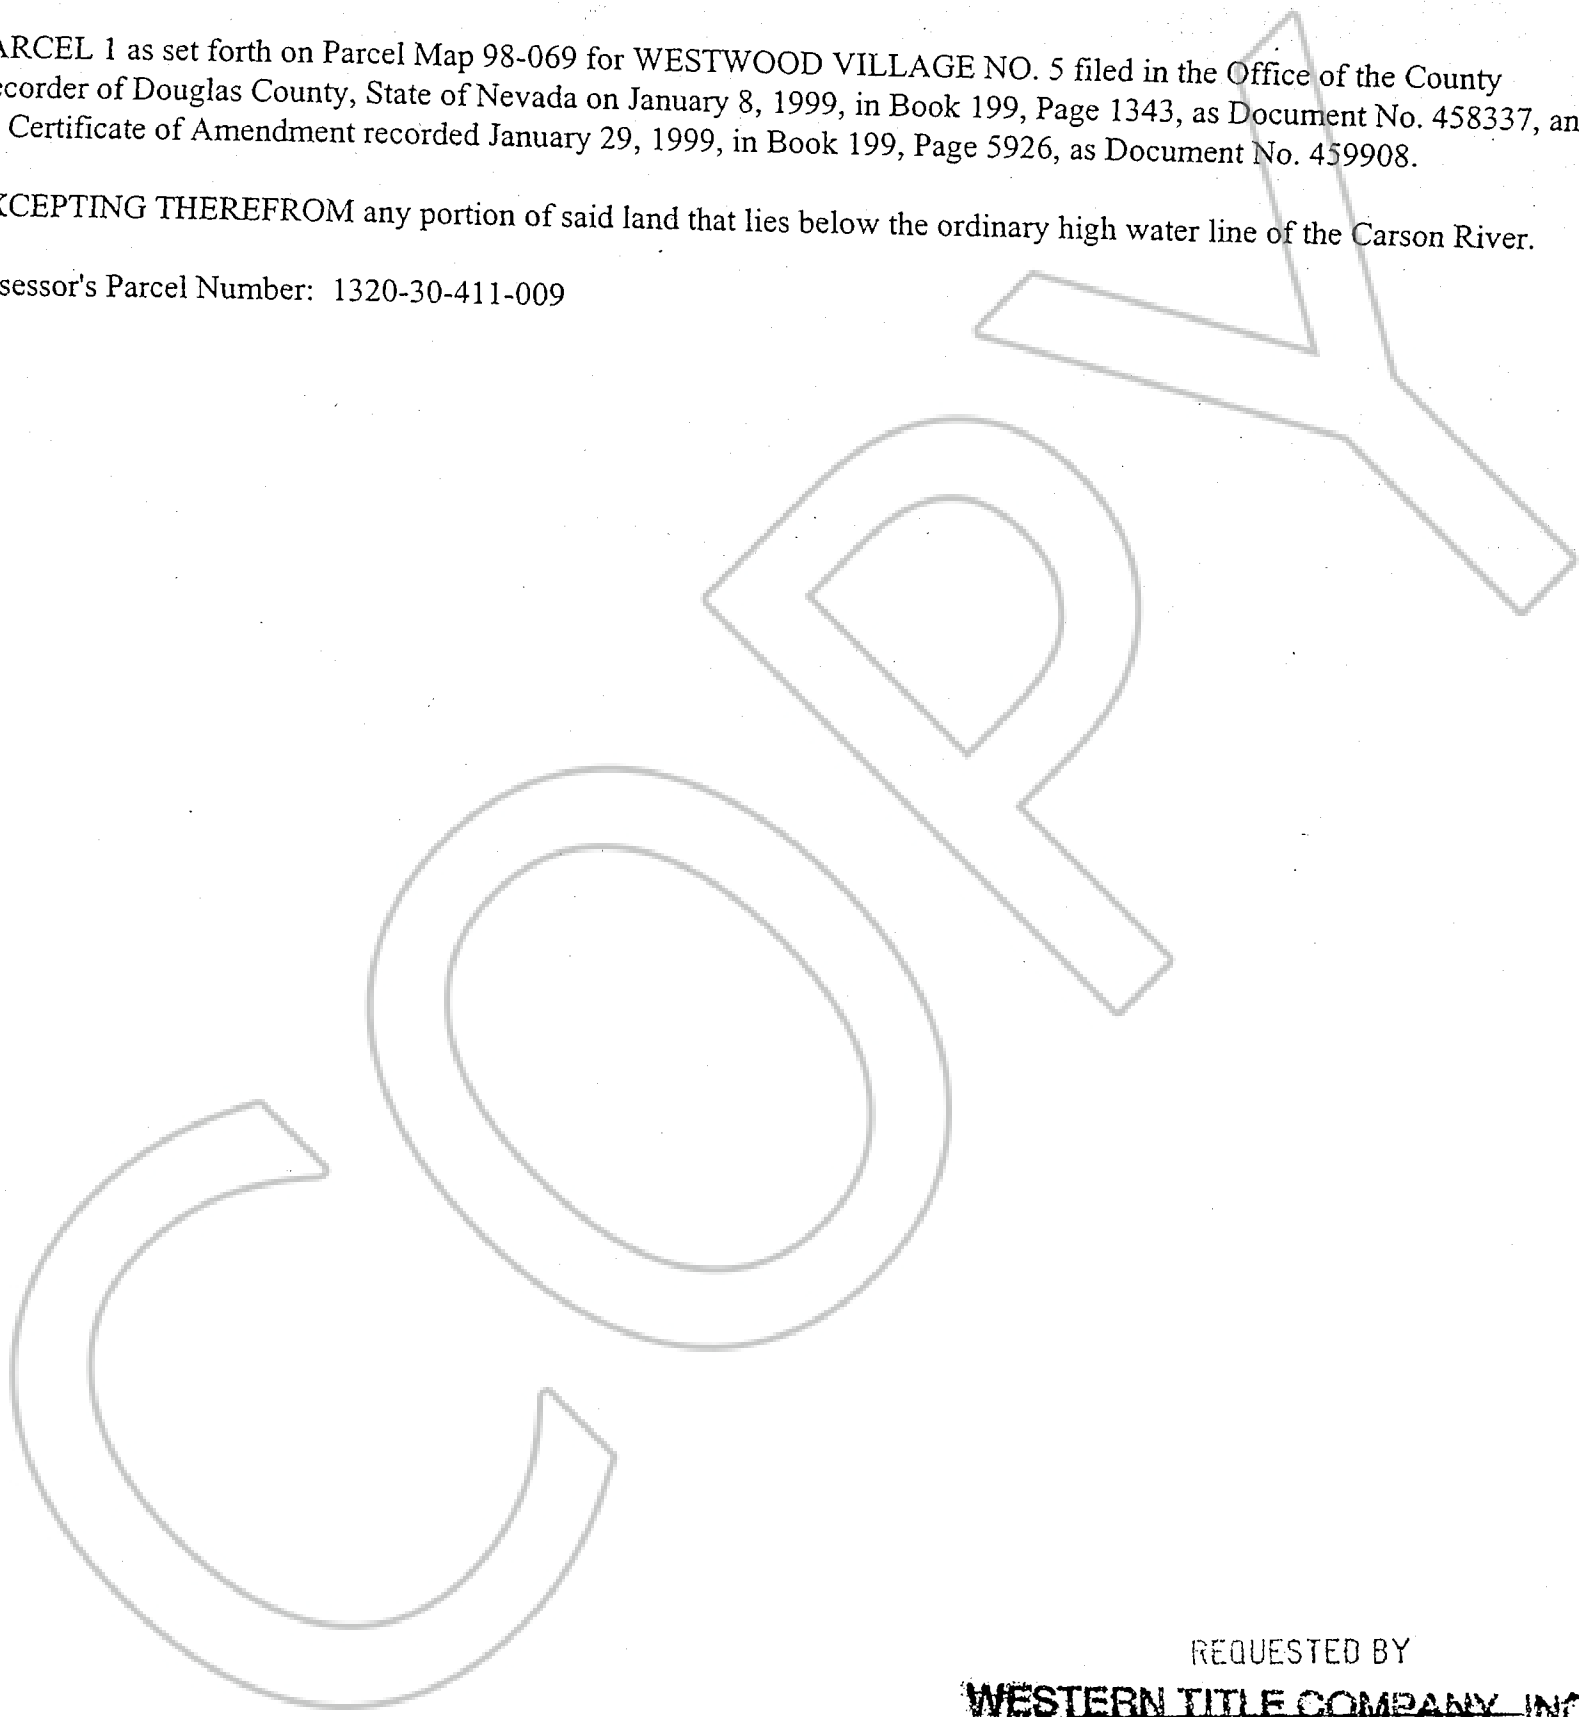 ARCEL 1 as set forth on Parcel Map 98-069 for WESTWOOD VILLAGE NO. 5 filed in the Office of the County
ecorder of Douglas County, State of Nevada on January 8, 1999, in Book 199, Page 1343, as Document No. 458337, an
Certificate of Amendment recorded January 29, 1999, in Book 199, Page 5926, as Document No. 459908.
XCEPTING THEREFROM any portion of said land that lies below the ordinary high water line of the Carson River.
sessor's Parcel Number: 1320-30-411-009
COPY
REQUESTED BY
WESTERN TITLE COMPANY, INC